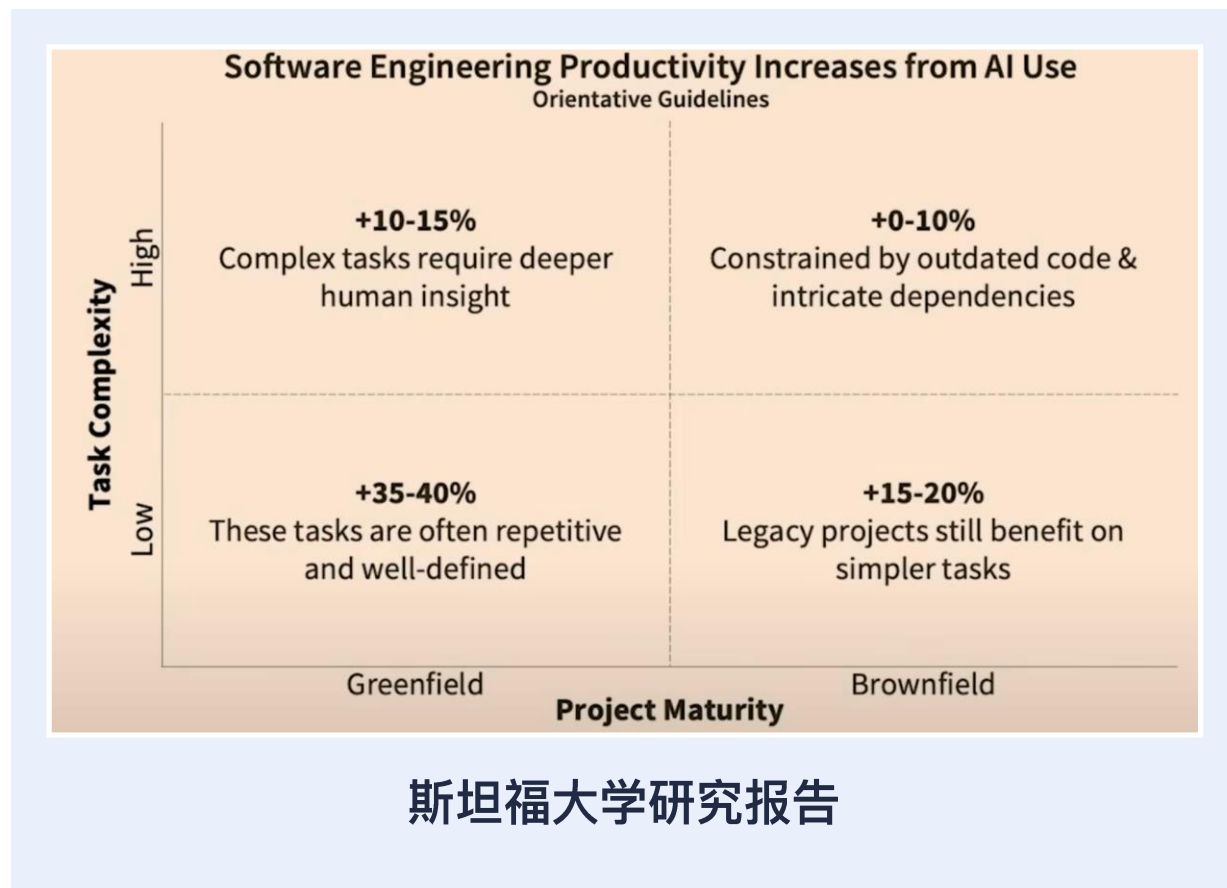 Software Engineering Productivity Increases from AI Use
Orientative Guidelines
Task Complexity
High
+10-15%
Complex tasks require deeper
human insight
+0-10%
Constrained by outdated code &
intricate dependencies
Low
+35-40%
These tasks are often repetitive
and well-defined
+15-20%
Legacy projects still benefit on
simpler tasks
Greenfield
Brownfield
Project Maturity
斯坦福大学研究报告